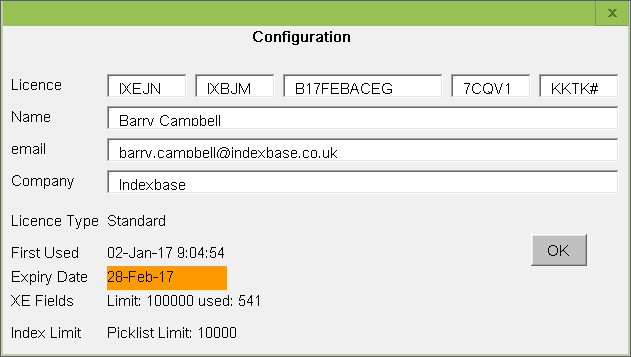 x
Configuration
Licence IXEJN IXBJM B17FEBACEG 7CQV1 KKTK#
Name Barry Campbell
email barry.campbell@indexbase.co.uk
Company Indexbase
Licence Type Standard
First Used 02-Jan-17 9:04:54
OK
Expiry Date 28-Feb-17
XE Fields Limit: 100000 used: 541
Index Limit Picklist Limit: 10000